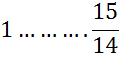 1 … … … . 15/14